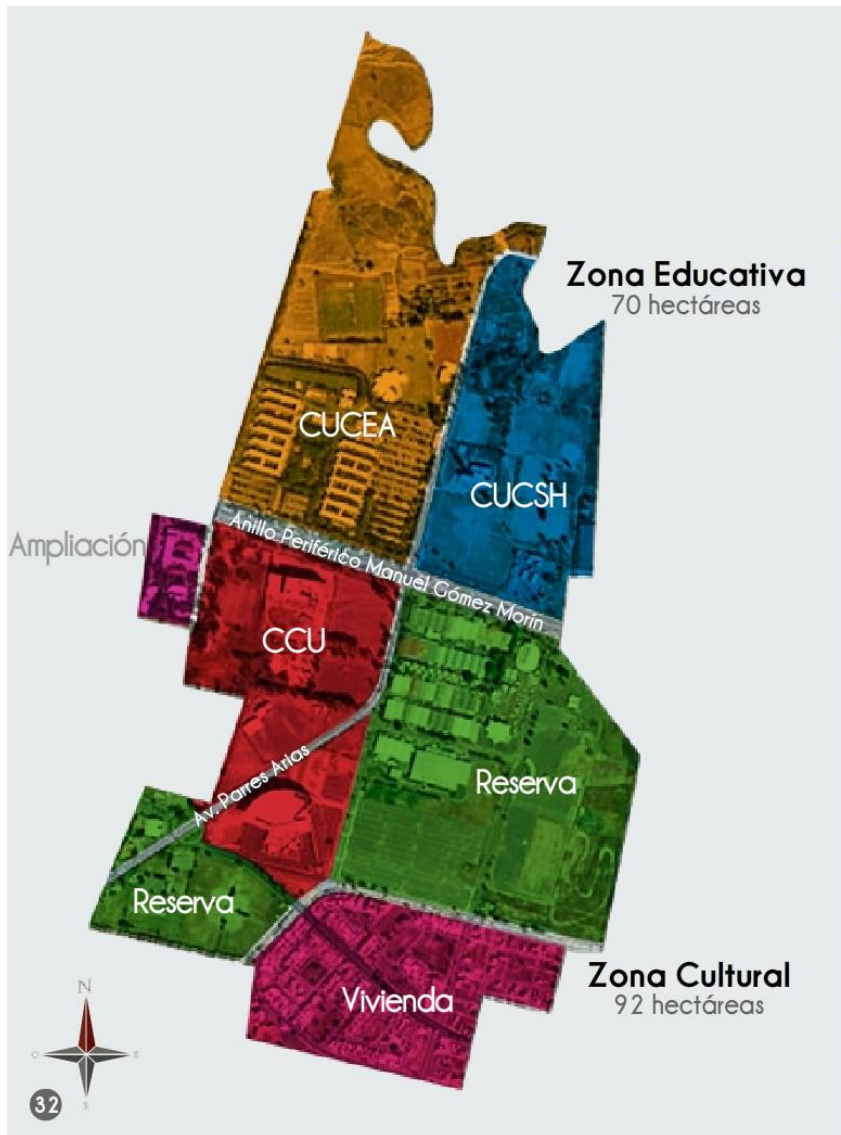 Zona Educativa
70 hectáreas
CUCEA
CUCSH
Ampliación
Anillo Periférico Manuel Gómez Morín
CCU
Reserva
Av. Parres Arias
Reserva
Vivienda
Zona Cultural
92 hectáreas
N
O
E
S
32